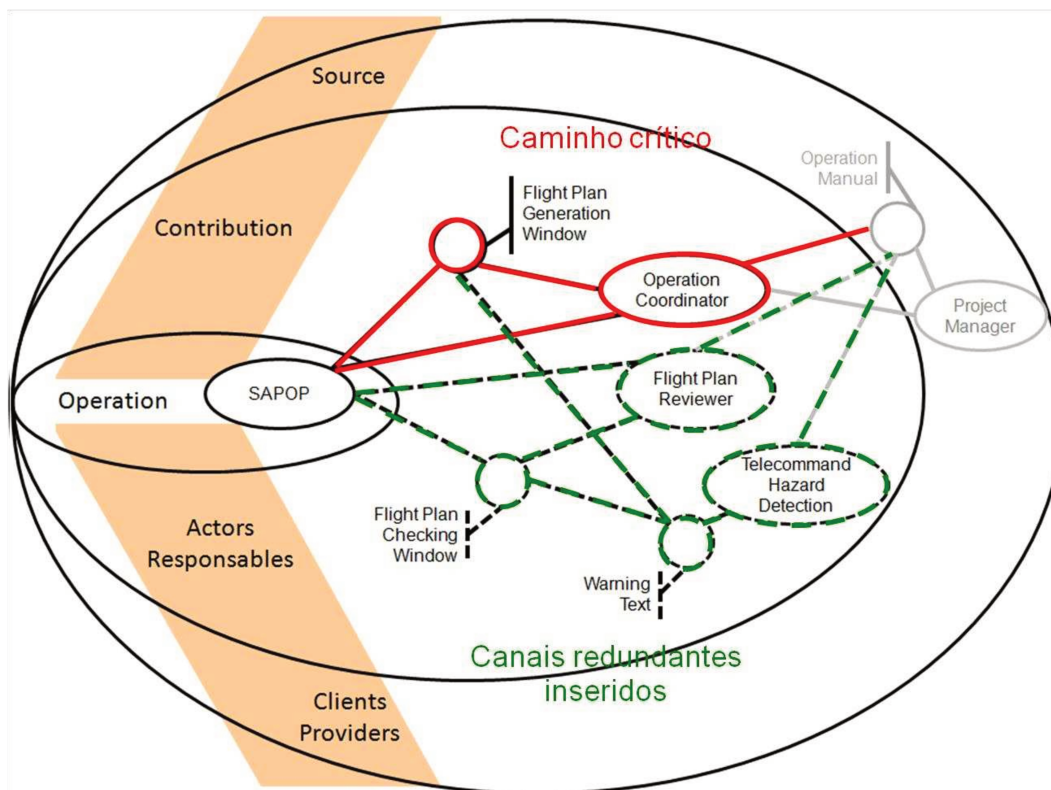 Source
Caminho crítico
Operation
Manual
Flight Plan
Generation
Window
Contribution
Operation
Coordinator
Project
Manager
SAPOP
Operation
Flight Plan
Reviewer
Telecommand
Hazard
Detection
Flight Plan
Checking
Window
Actors
Responsables
Warning
Text
Canais redundantes
inseridos
Clients
Providers